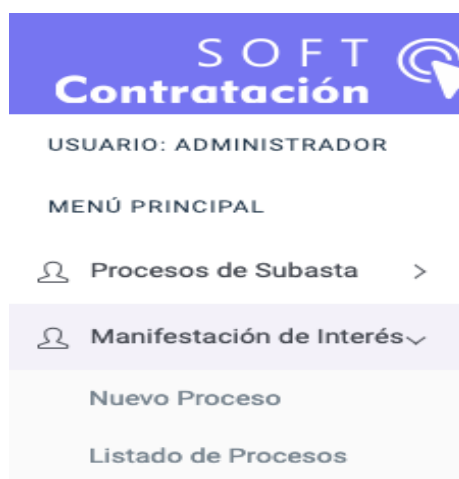 SOFT
Contratación
USUARIO: ADMINISTRADOR
MENÚ PRINCIPAL
Procesos de Subasta
Manifestación de Interés
Nuevo Proceso
Listado de Procesos